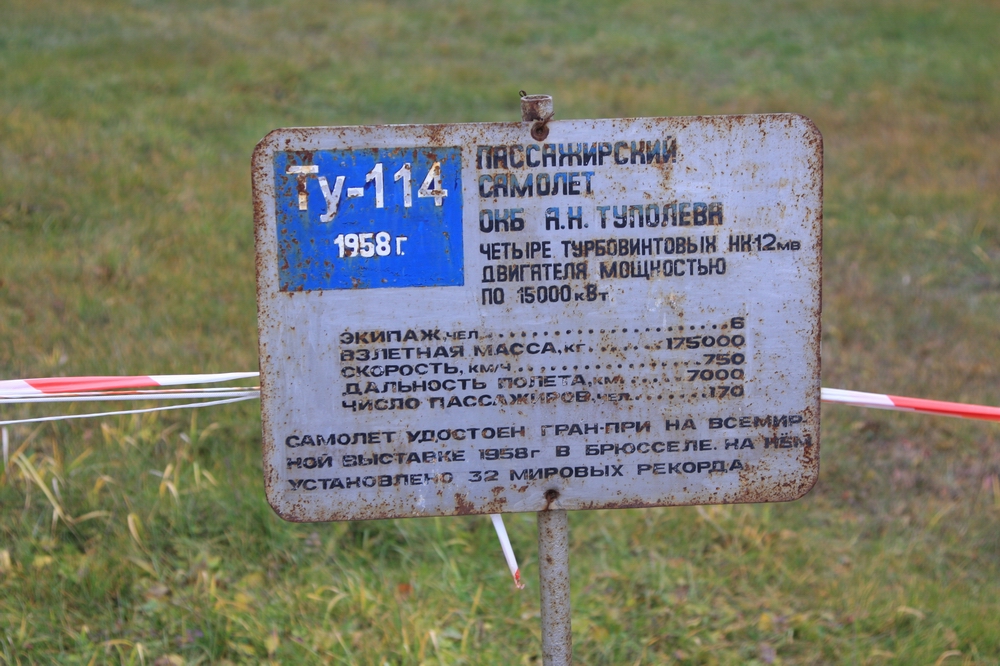 Ту-114
1958 г.
ПАССАЖИРСКИЙ
САМОЛЕТ
ОКБ А.Н. ТУПОЛЕВА
ЧЕТЫРЕ ТУРБОВИНТОВЫХ НК-12мв
ДВИГАТЕЛЯ МОЩНОСТЬЮ
ПО 15000 кВт
ЭКИПАЖ, ЧЕЛ........................6
ВЗЛЕТНАЯ МАССА, КГ.......175000
СКОРОСТЬ, КМ/Ч....................750
ДАЛЬНОСТЬ ПОЛЕТА, КМ.......7000
ЧИСЛО ПАССАЖИРОВ, ЧЕЛ........170
САМОЛЕТ УДОСТОЕН ГРАН-ПРИ НА ВСЕМИР
НОЙ ВЫСТАВКЕ 1958г В БРЮССЕЛЕ. НА НЕМ
УСТАНОВЛЕНО 32 МИРОВЫХ РЕКОРДА